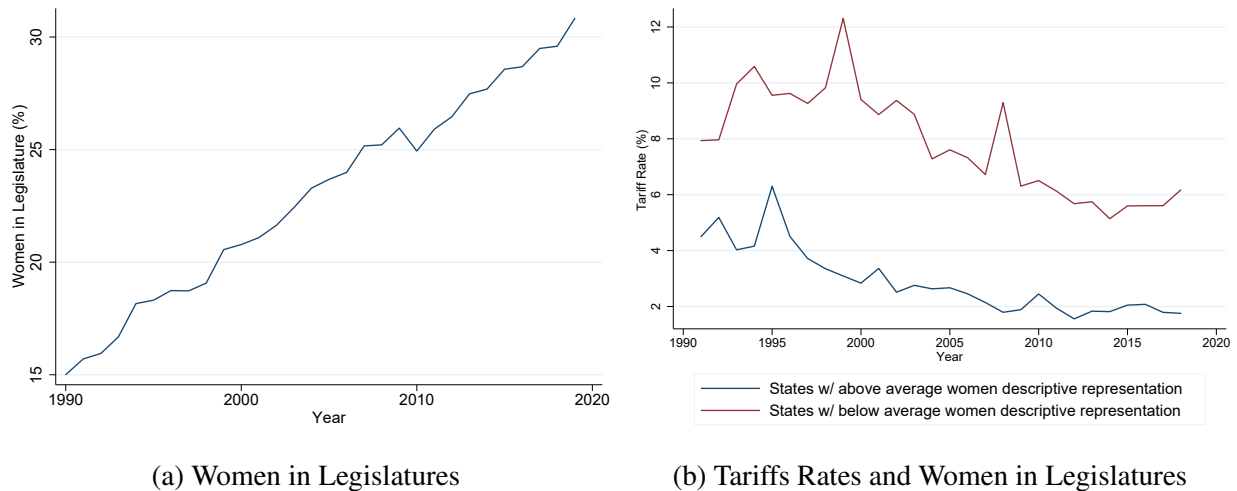 Women in Legislature (%
30
25
20
15
1990
2000
2010
2020
Year
(a) Women in Legislatures
Tariff Rate (%)
12
10
8
6
4
2
1990
1995
2000
2005
2010
2015
2020
Year
States w/ above average women descriptive representation
States w/ below average women descriptive representation
(b) Tariffs Rates and Women in Legislatures